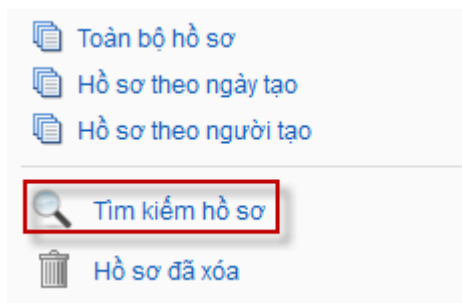 Toàn bộ hồ sơ
Hồ sơ theo ngày tạo
Hồ sơ theo người tạo
Tìm kiếm hồ sơ
Hồ sơ đã xóa